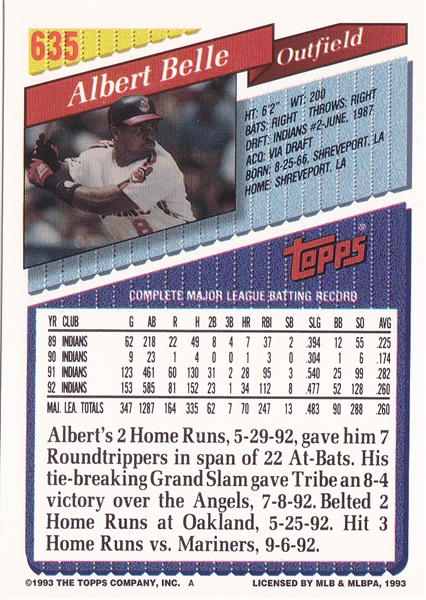 635
Albert Belle
Outfield
HT: 6'2" WT: 200
BATS: RIGHT THROWS: RIGHT
DRFT: INDIANS #2-JUNE, 1987
ACQ: VIA DRAFT
BORN: 8-25-66, SHREVEPORT, LA
HOME: SHREVEPORT, LA
TOPPS®
COMPLETE MAJOR LEAGUE BATTING RECORD
YR CLUB G AB R H 2B 3B HR RBI SB SLG BB SO AVG
89 INDIANS 62 218 22 49 8 4 7 37 2 .394 12 55 .225
90 INDIANS 9 23 1 4 0 0 1 3 0 .304 1 6 .174
91 INDIANS 123 461 60 130 31 2 28 95 3 .540 25 99 .282
92 INDIANS 153 585 81 152 23 1 34 112 8 .477 52 128 .260
MAJ. LEA. TOTALS 347 1287 164 335 62 7 70 247 13 .483 90 288 .260
Albert's 2 Home Runs, 5-29-92, gave him 7
Roundtrippers in span of 22 At-Bats. His
tie-breaking Grand Slam gave Tribe an 8-4
victory over the Angels, 7-8-92. Belted 2
Home Runs at Oakland, 5-25-92. Hit 3
Home Runs vs. Mariners, 9-6-92.
©1993 THE TOPPS COMPANY, INC. A LICENSED BY MLB & MLBPA, 1993